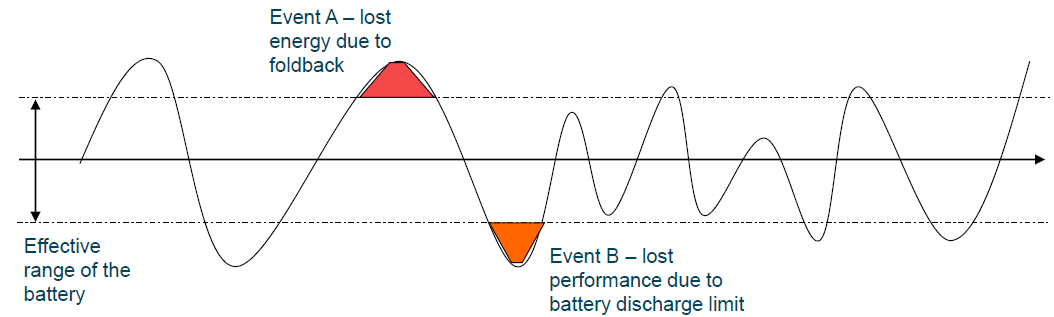 Event A – lost
energy due to
foldback
Effective
range of the
battery
Event B – lost
performance due to
battery discharge limit